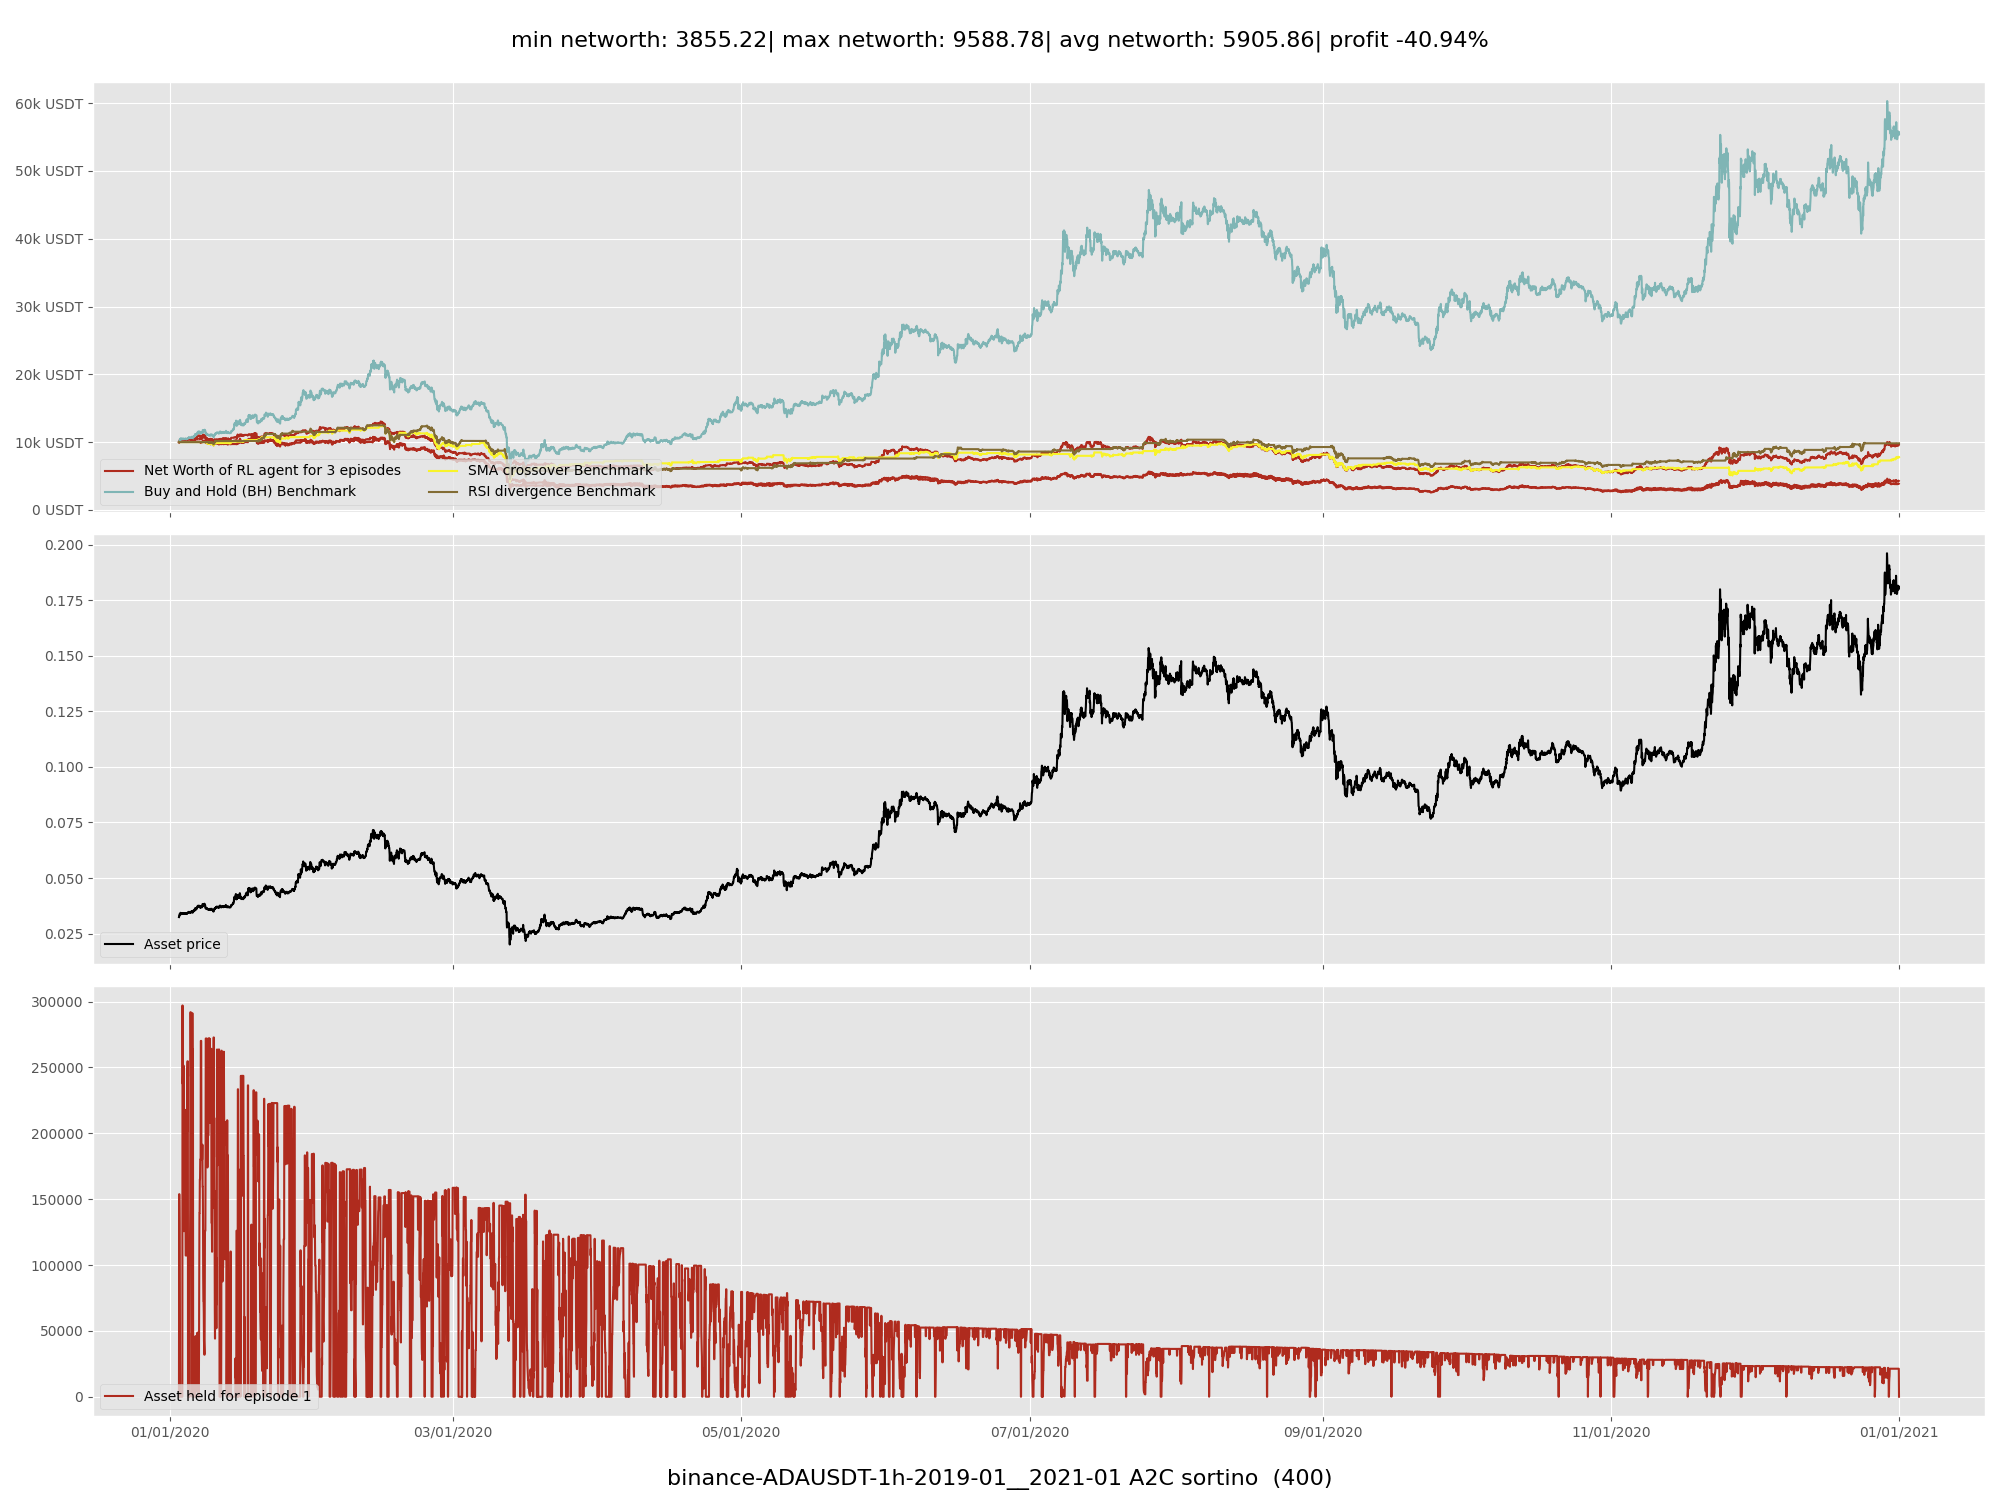 min networth: 3855.22| max networth: 9588.78| avg networth: 5905.86| profit -40.94%
60k USDT
50k USDT
40k USDT
30k USDT
20k USDT
10k USDT
0 USDT
Net Worth of RL agent for 3 episodes
Buy and Hold (BH) Benchmark
SMA crossover Benchmark
RSI divergence Benchmark
0.200
0.175
0.150
0.125
0.100
0.075
0.050
0.025
Asset price
300000
250000
200000
150000
100000
50000
0
Asset held for episode 1
01/01/2020 03/01/2020 05/01/2020 07/01/2020 09/01/2020 11/01/2020 01/01/2021
binance-ADAUSDT-1h-2019-01__2021-01 A2C sortino (400)